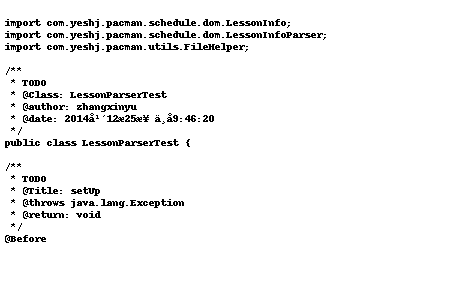 import com.yeshj.pacman.schedule.dom.LessonInfo;
import com.yeshj.pacman.schedule.dom.LessonInfoParser;
import com.yeshj.pacman.utils.FileHelper;
/**
* TODO
* @Class: LessonParserTest
* @author: zhangxinyu
* @date: 2014å¹´12æ25æ¥ ä¸å9:46:20
*/
public class LessonParserTest {
/**
* TODO
* @Title: setUp
* @throws java.lang.Exception
* @return: void
*/
@Before